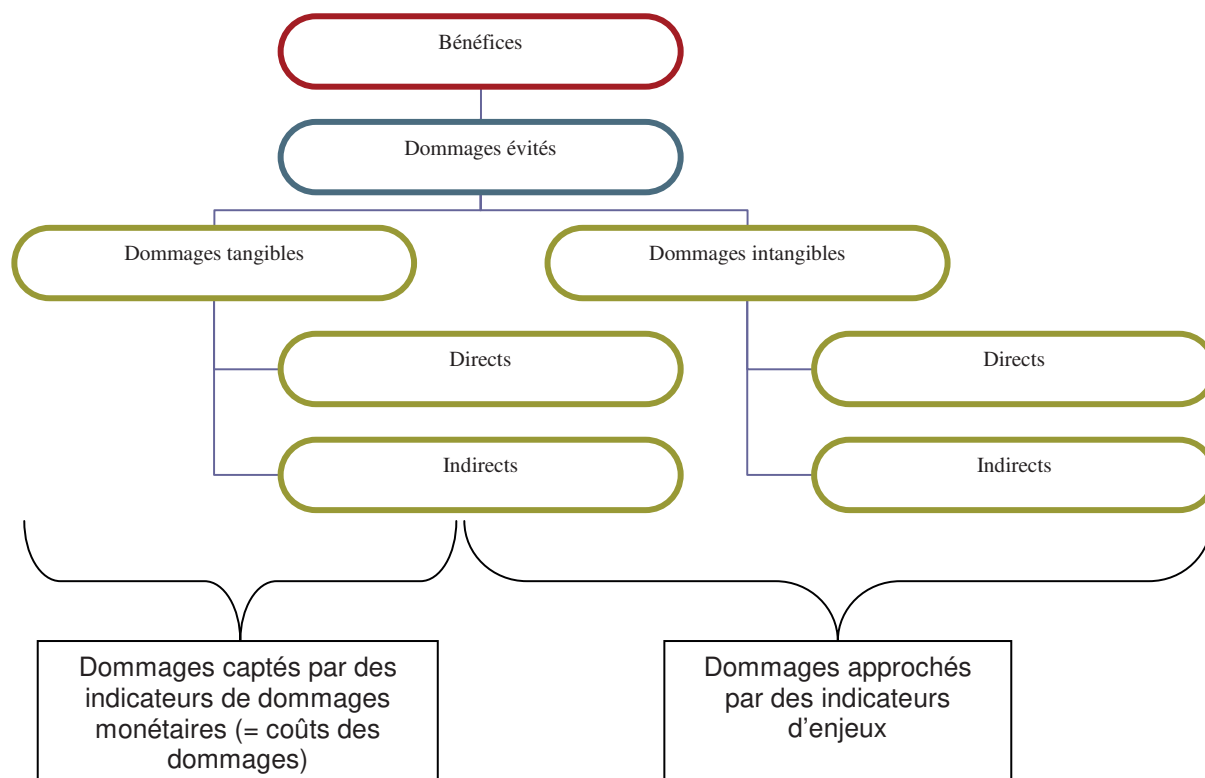 Bénéfices
Dommages évités
Dommages tangibles
Dommages intangibles
Directs
Directs
Indirects
Indirects
Dommages captés par des
indicateurs de dommages
monétaires (= coûts des
dommages)
Dommages approchés
par des indicateurs
d'enjeux